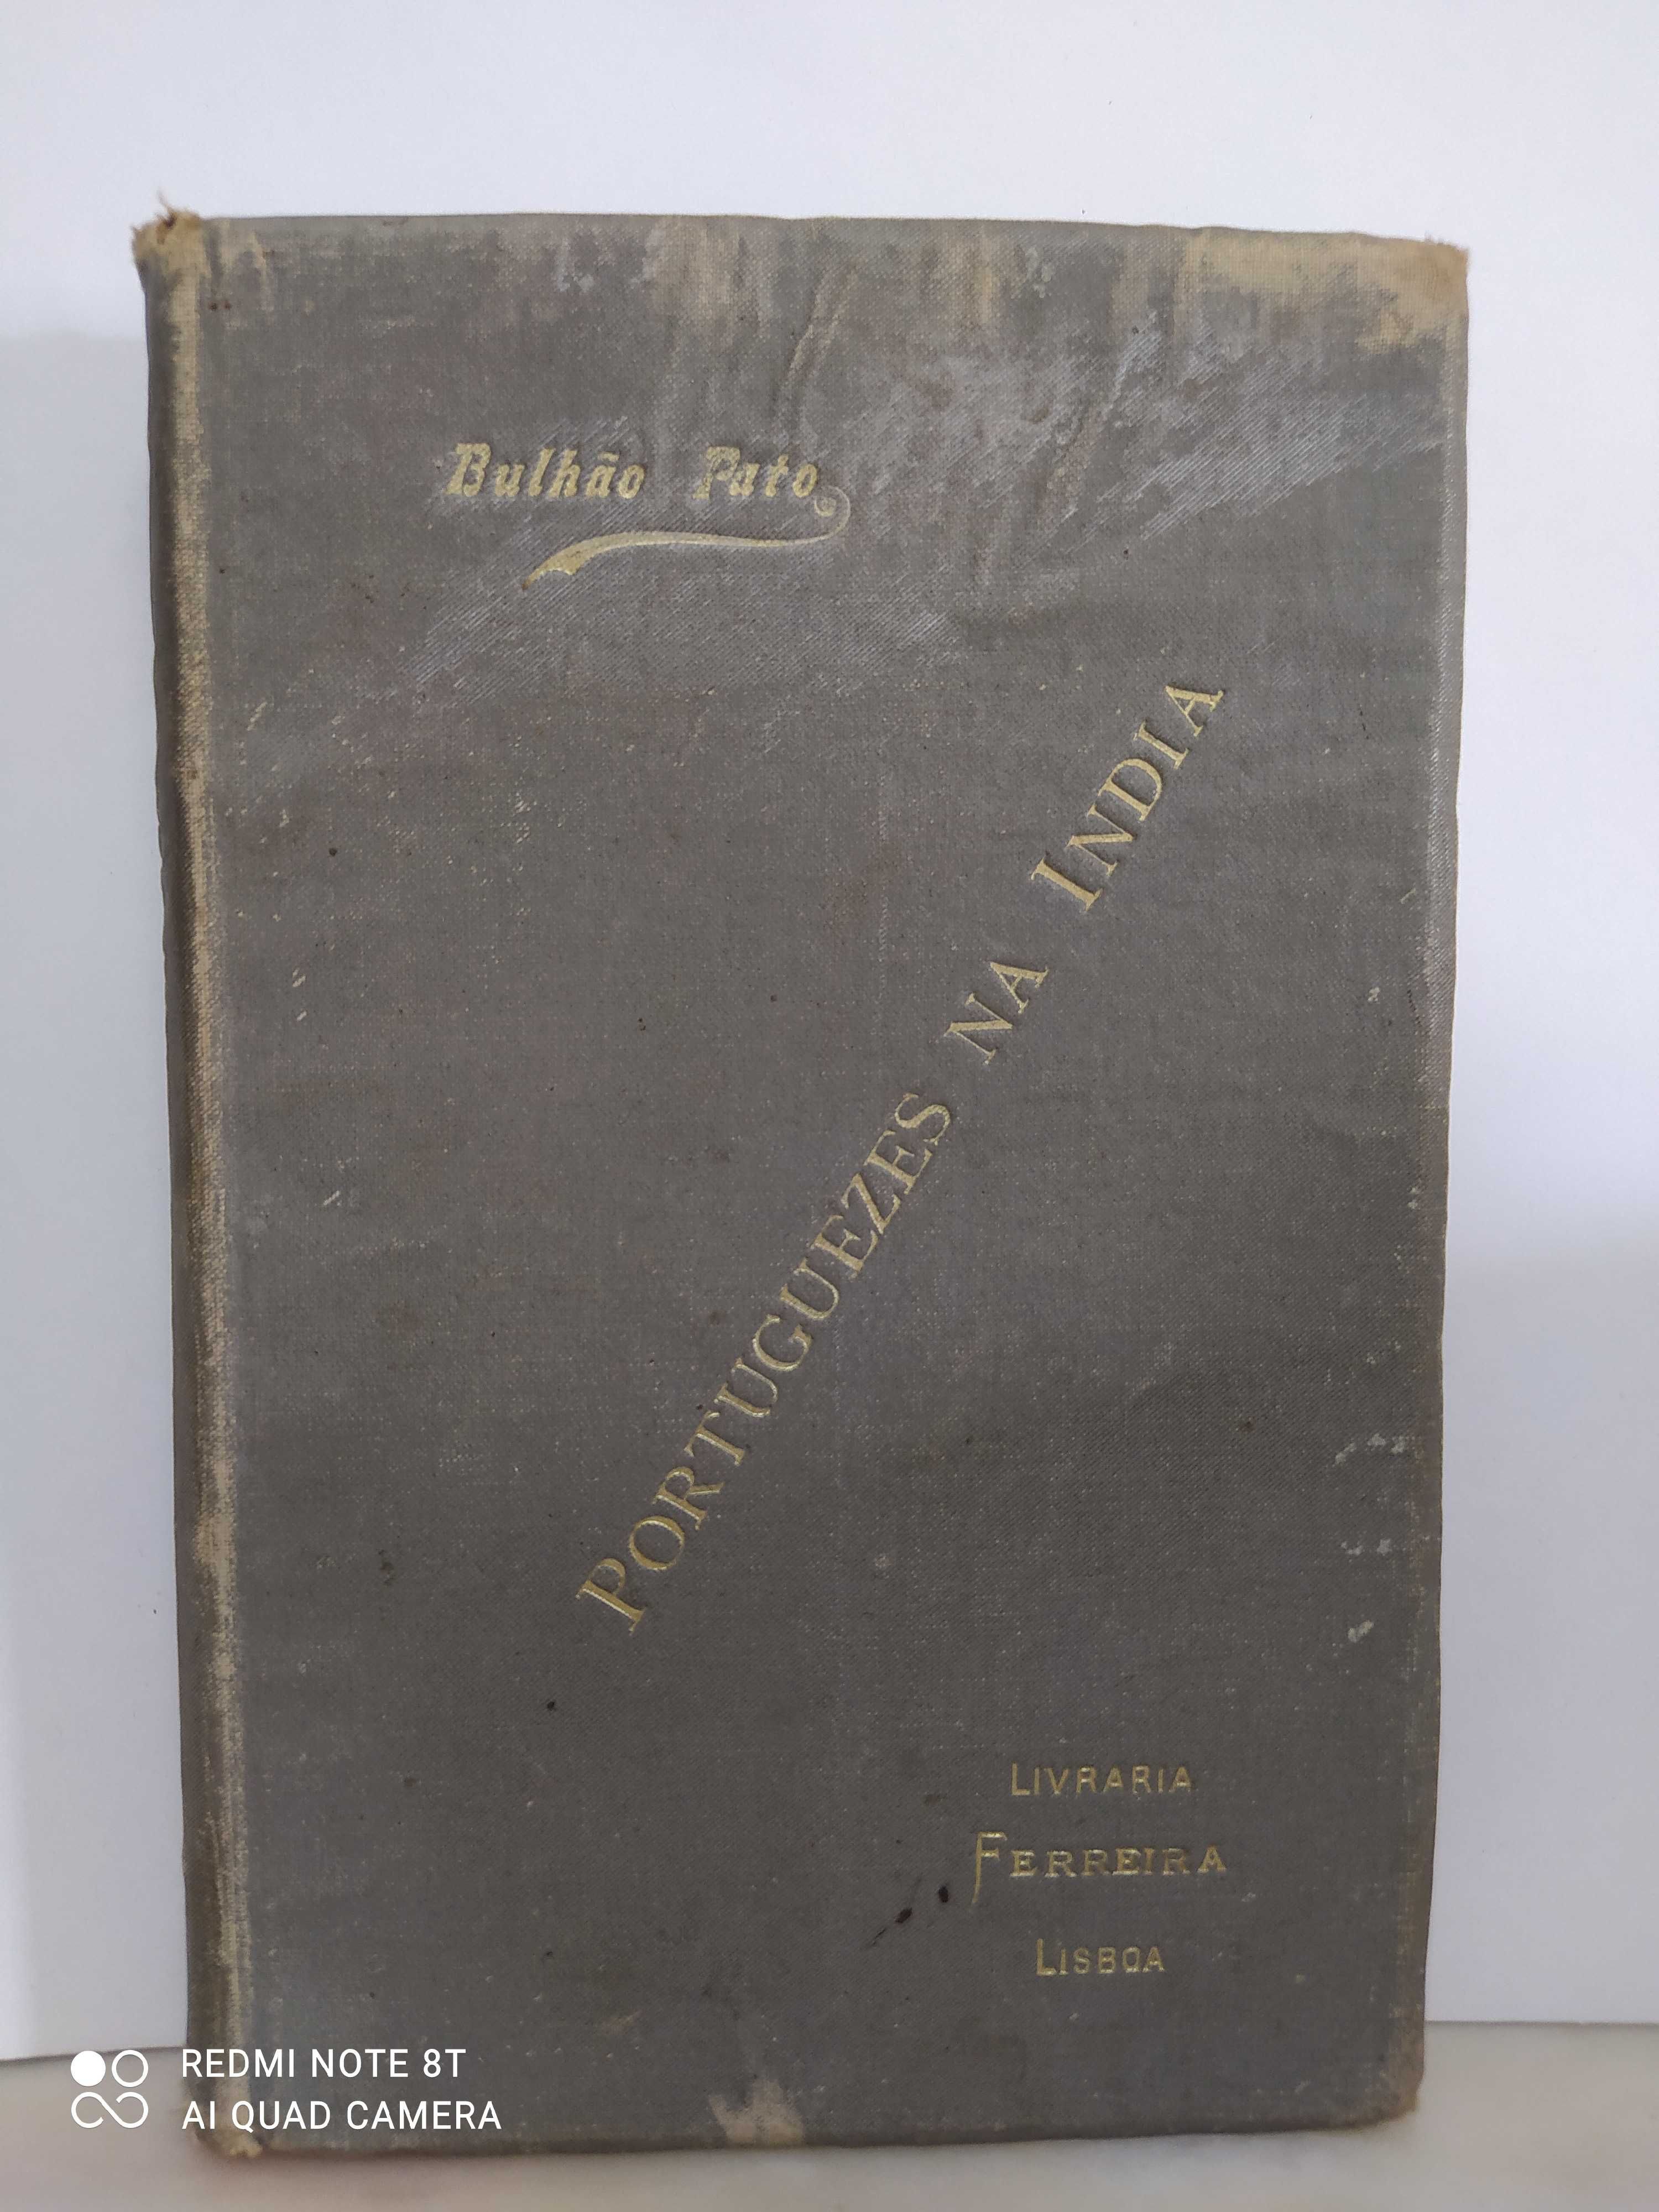 Bulhão Pato
PORTUGUEZES NA INDIA
LIVRARIA
FERREIRA
LISBOA
REDMI NOTE 8T
AI QUAD CAMERA